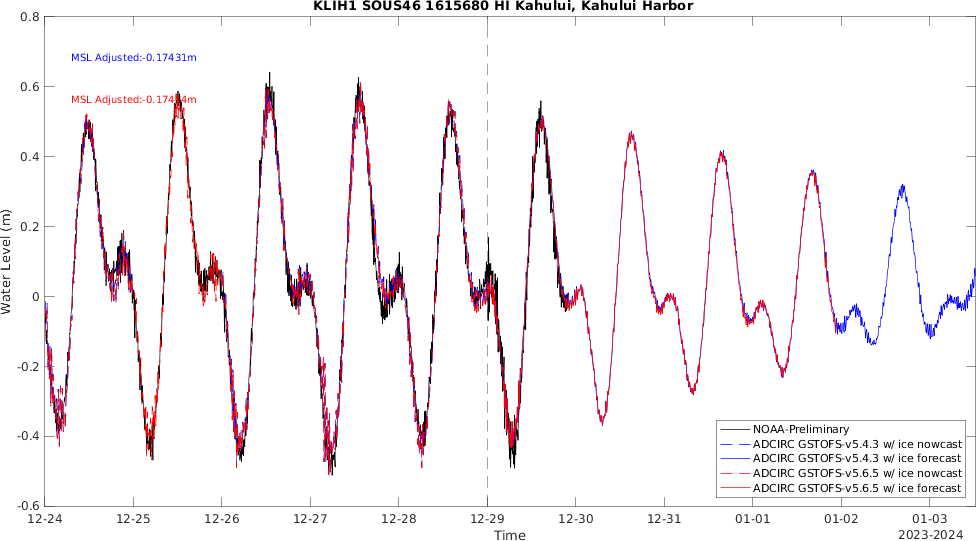 KLIH1 SOUS46 1615680 HI Kahului, Kahului Harbor
0.8
0.6
0.4
0.2
0
-0.2
-0.4
-0.6
Water Level (m)
MSL Adjusted:-0.17431m
MSL Adjusted:
NOAA-Preliminary
ADCIRC GSTOFS-v5.4.3 w/ ice nowcast
ADCIRC GSTOFS-v5.4.3 w/ ice forecast
ADCIRC GSTOFS-v5.6.5 w/ ice nowcast
ADCIRC GSTOFS-v5.6.5 w/ ice forecast
12-24 12-25 12-26 12-27 12-28 12-29 12-30 12-31 01-01 01-02 01-03
Time
2023-2024